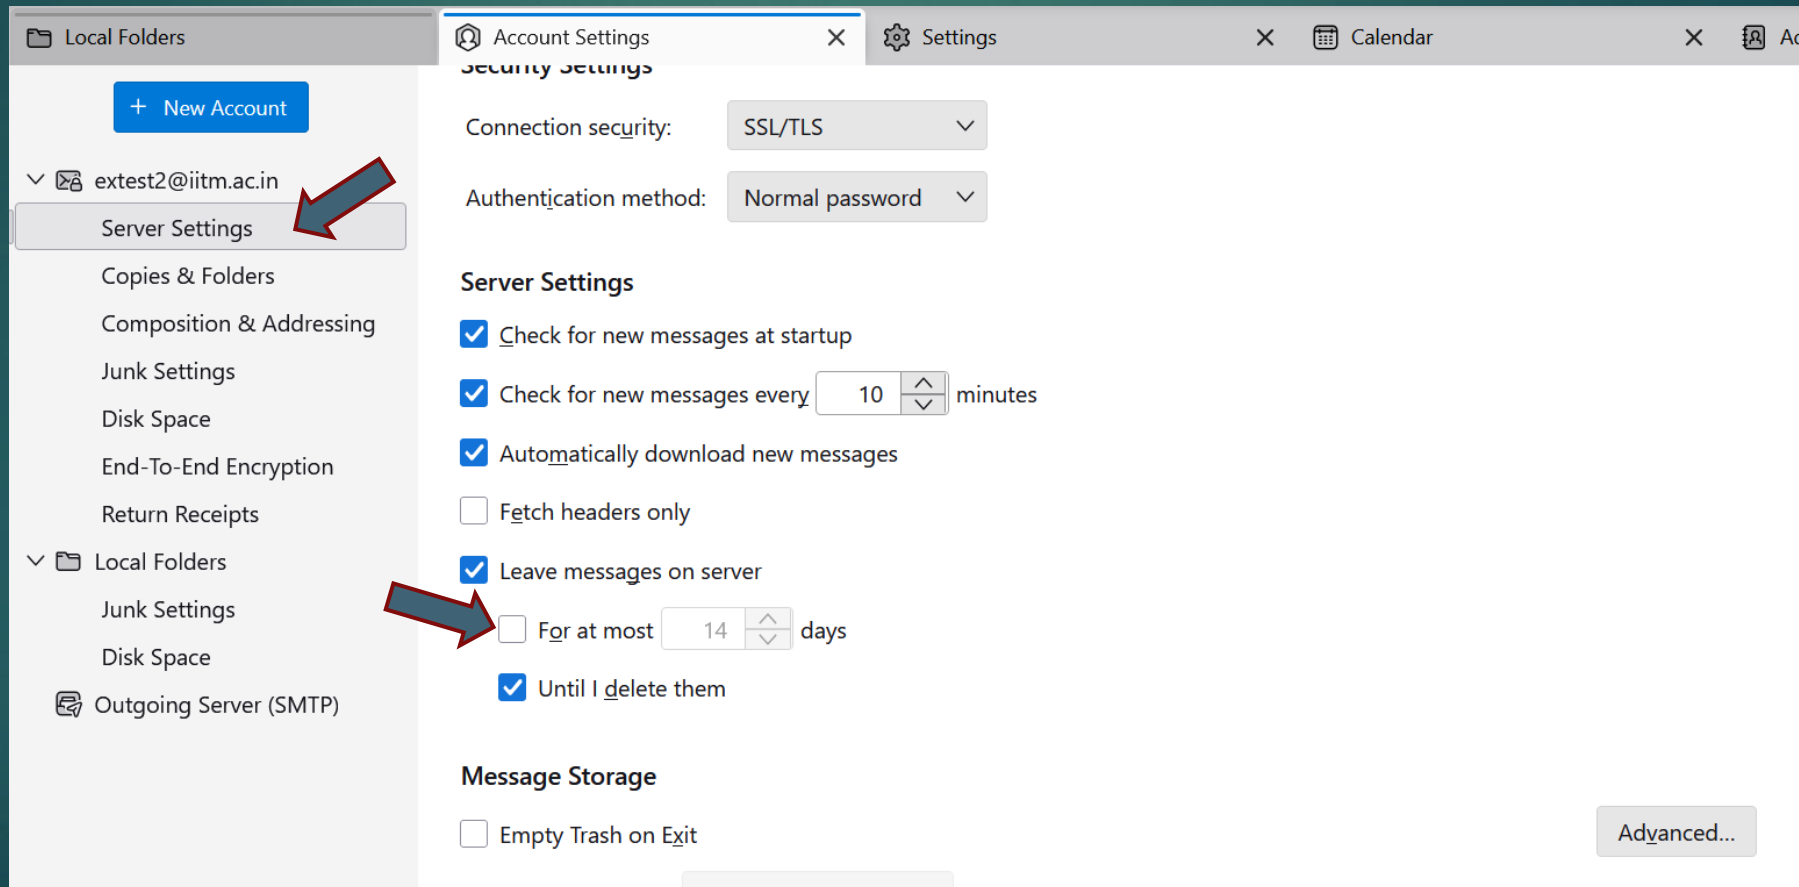 Local Folders
Account Settings
Settings
Calendar
New Account
extest2@iitm.ac.in
Server Settings
Copies & Folders
Composition & Addressing
Junk Settings
Disk Space
End-To-End Encryption
Return Receipts
Local Folders
Junk Settings
Disk Space
Outgoing Server (SMTP)
Security Settings
Connection security: SSL/TLS
Authentication method: Normal password
Server Settings
Check for new messages at startup
Check for new messages every 10 minutes
Automatically download new messages
Fetch headers only
Leave messages on server
For at most 14 days
Until I delete them
Message Storage
Empty Trash on Exit
Advanced...